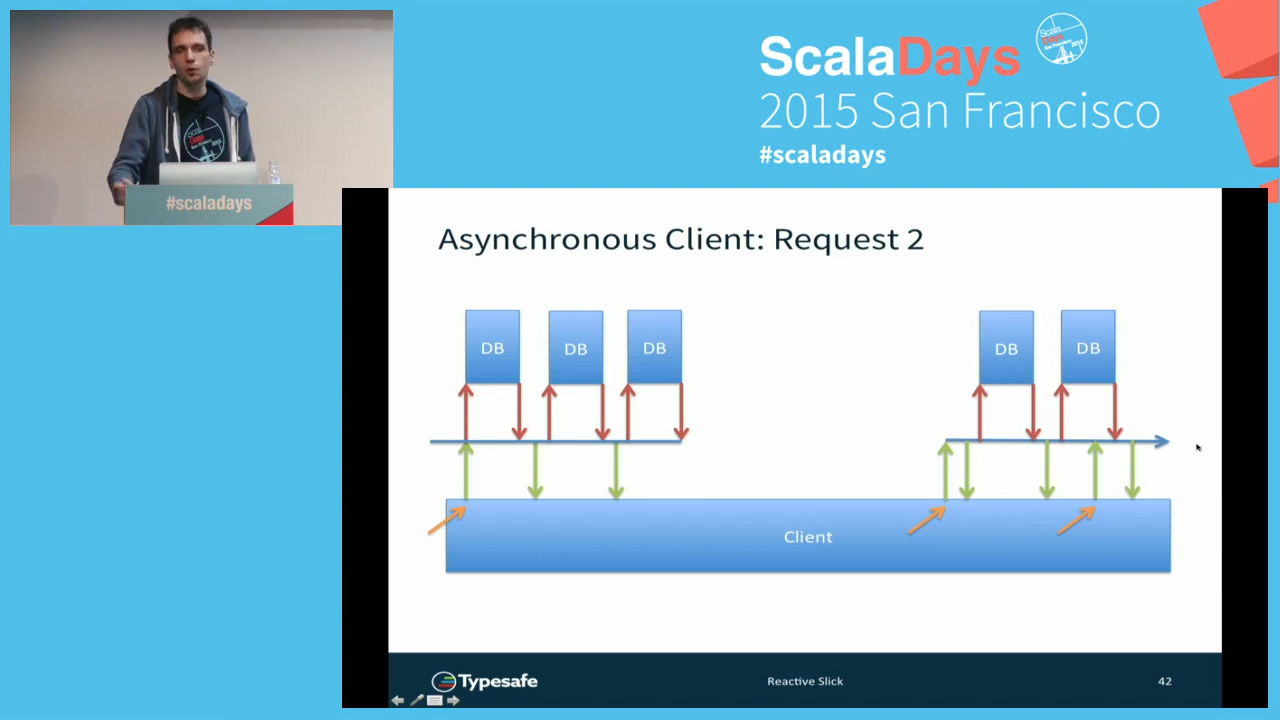 ScalaDays
2015 San Francisco
#scaladays
#scaladays
Asynchronous Client: Request 2
DB
DB
DB
DB
DB
Client
Typesafe
Reactive Slick
42